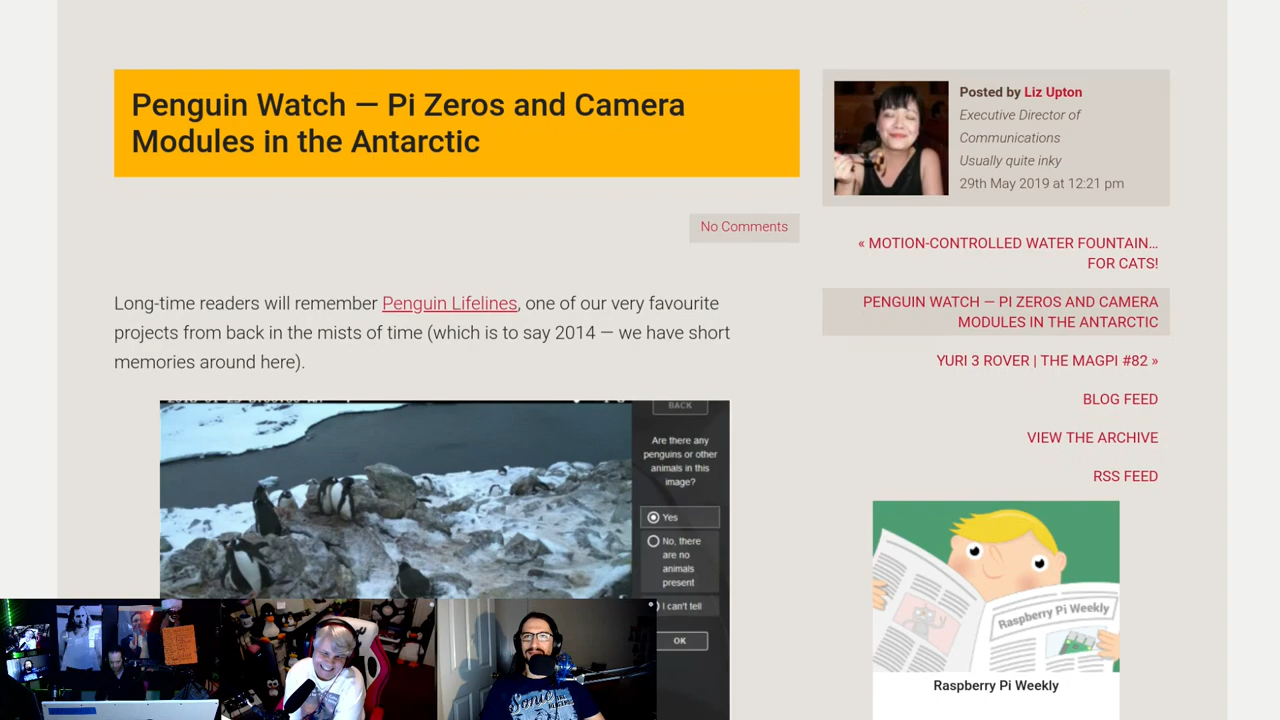 Penguin Watch — Pi Zeros and Camera
Modules in the Antarctic
No Comments
Long-time readers will remember Penguin Lifelines, one of our very favourite
projects from back in the mists of time (which is to say 2014 — we have short
memories around here).
BACK
Are there any
penguins or other
animals in this
image?
Yes
No, there
are no
animals
present
I can't tell
OK
Posted by Liz Upton
Executive Director of
Communications
Usually quite inky
29th May 2019 at 12:21 pm
« MOTION-CONTROLLED WATER FOUNTAIN…
FOR CATS!
PENGUIN WATCH — PI ZEROS AND CAMERA
MODULES IN THE ANTARCTIC
YURI 3 ROVER | THE MAGPI #82 »
BLOG FEED
VIEW THE ARCHIVE
RSS FEED
Raspberry Pi Weekly
Raspberry Pi Weekly